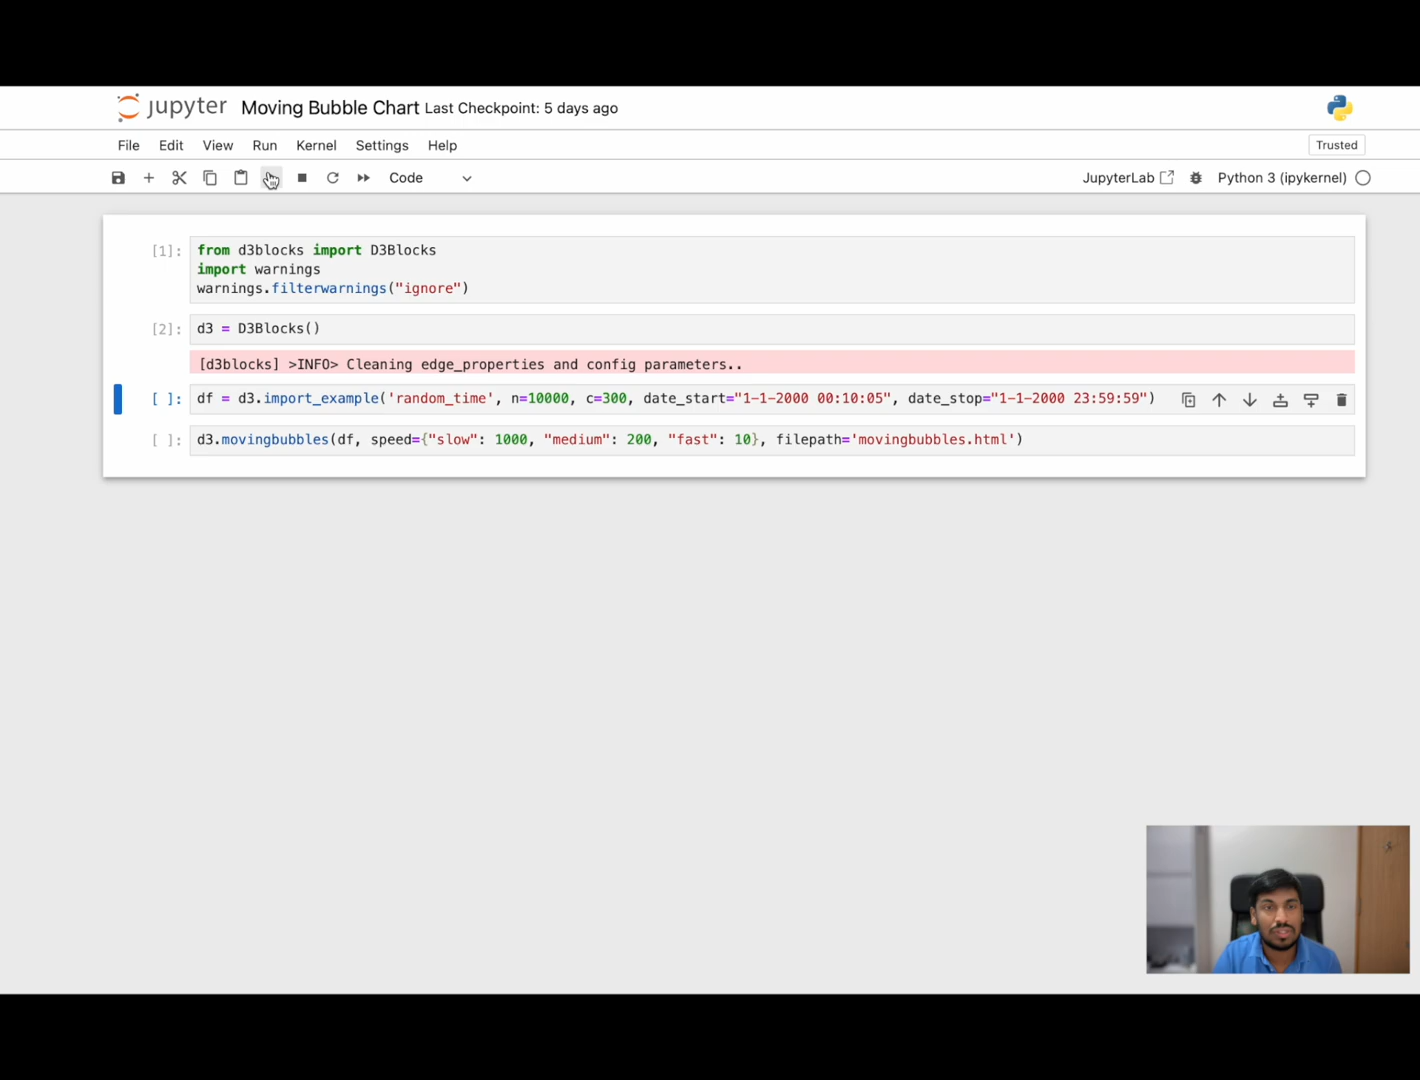 jupyter Moving Bubble Chart Last Checkpoint: 5 days ago
File Edit View Run Kernel Settings Help Trusted
Code JupyterLab Python 3 (ipykernel)
[1]: from d3blocks import D3Blocks
import warnings
warnings.filterwarnings("ignore")
[2]: d3 = D3Blocks()
[d3blocks] >INFO> Cleaning edge_properties and config parameters..
[ ]: df = d3.import_example('random_time', n=10000, c=300, date_start="1-1-2000 00:10:05", date_stop="1-1-2000 23:59:59")
[ ]: d3.movingbubbles(df, speed={"slow": 1000, "medium": 200, "fast": 10}, filepath='movingbubbles.html')